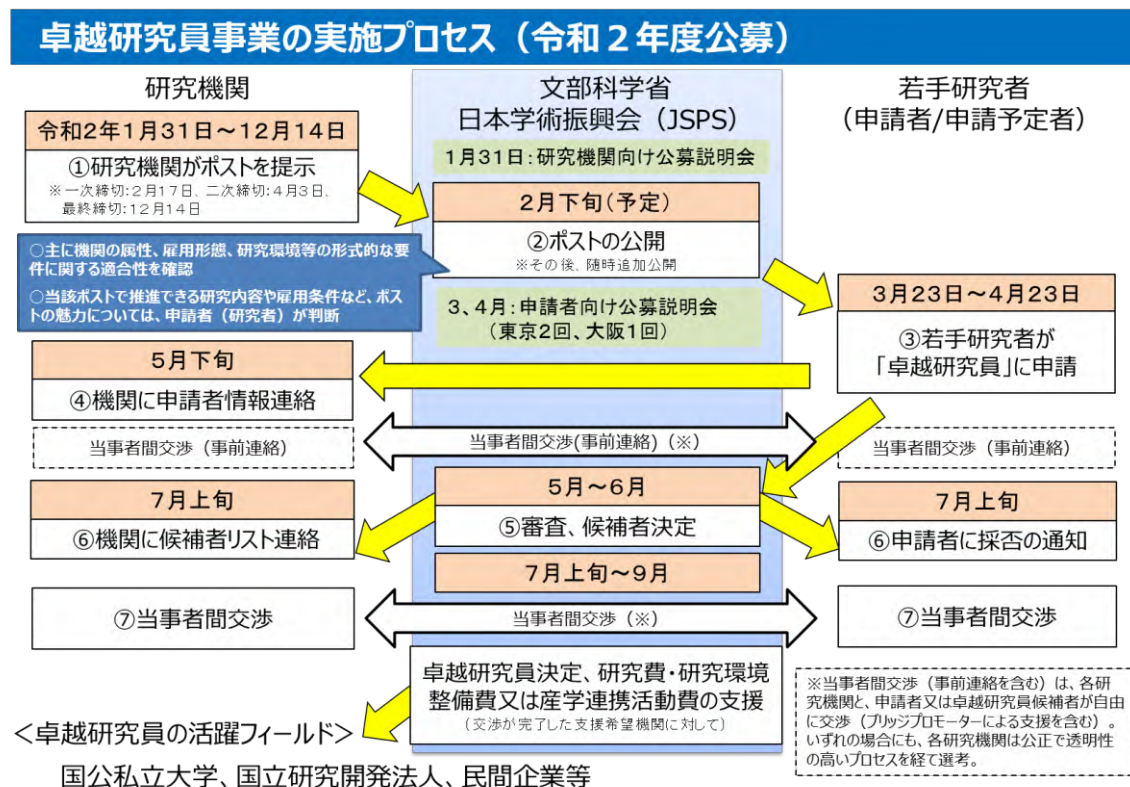 卓越研究員事業の実施プロセス（令和２年度公募）
研究機関
文部科学省
日本学術振興会（JSPS）
若手研究者
（申請者/申請予定者）
令和２年１月３１日～１２月１４日
①研究機関がポストを提示
※一次締切：２月１７日、二次締切：４月３日、
最終締切：１２月１４日
１月３１日：研究機関向け公募説明会
２月下旬（予定）
②ポストの公開
※その後、随時追加公開
○主に機関の属性、雇用形態、研究環境等の形式的な要
件に関する適合性を確認
○当該ポストで推進できる研究内容や雇用条件など、ポス
トの魅力については、申請者（研究者）が判断
３、４月：申請者向け公募説明会
（東京２回、大阪１回）
３月２３日～４月２３日
③若手研究者が
「卓越研究員」に申請
５月下旬
④機関に申請者情報連絡
当事者間交渉（事前連絡）
当事者間交渉(事前連絡)（※）
当事者間交渉（事前連絡）
５月～６月
⑤審査、候補者決定
７月上旬
⑥機関に候補者リスト連絡
７月上旬
⑥申請者に採否の通知
７月上旬～９月
⑦当事者間交渉
当事者間交渉（※）
⑦当事者間交渉
卓越研究員決定、研究費・研究環境
整備費又は産学連携活動費の支援
（交渉が完了した支援希望機関に対して）
※当事者間交渉（事前連絡を含む）は、各研
究機関と、申請者又は卓越研究員候補者が自由
に交渉（ブリッジプロモーターによる支援を含む）。
いずれの場合にも、各研究機関は公正で透明性
の高いプロセスを経て選考。
＜卓越研究員の活躍フィールド＞
国公私立大学、国立研究開発法人、民間企業等